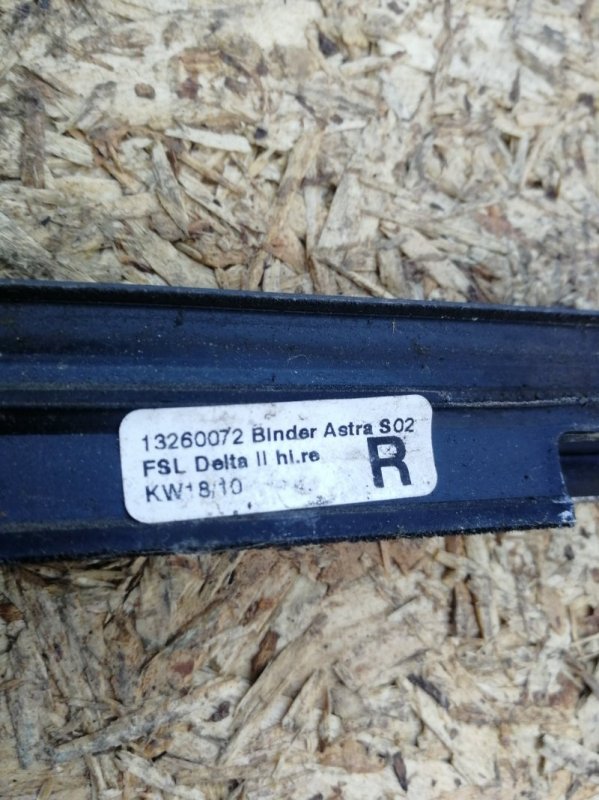 13260072 Binder Astra S02
FSL Delta II hi.re
R
KW18/10